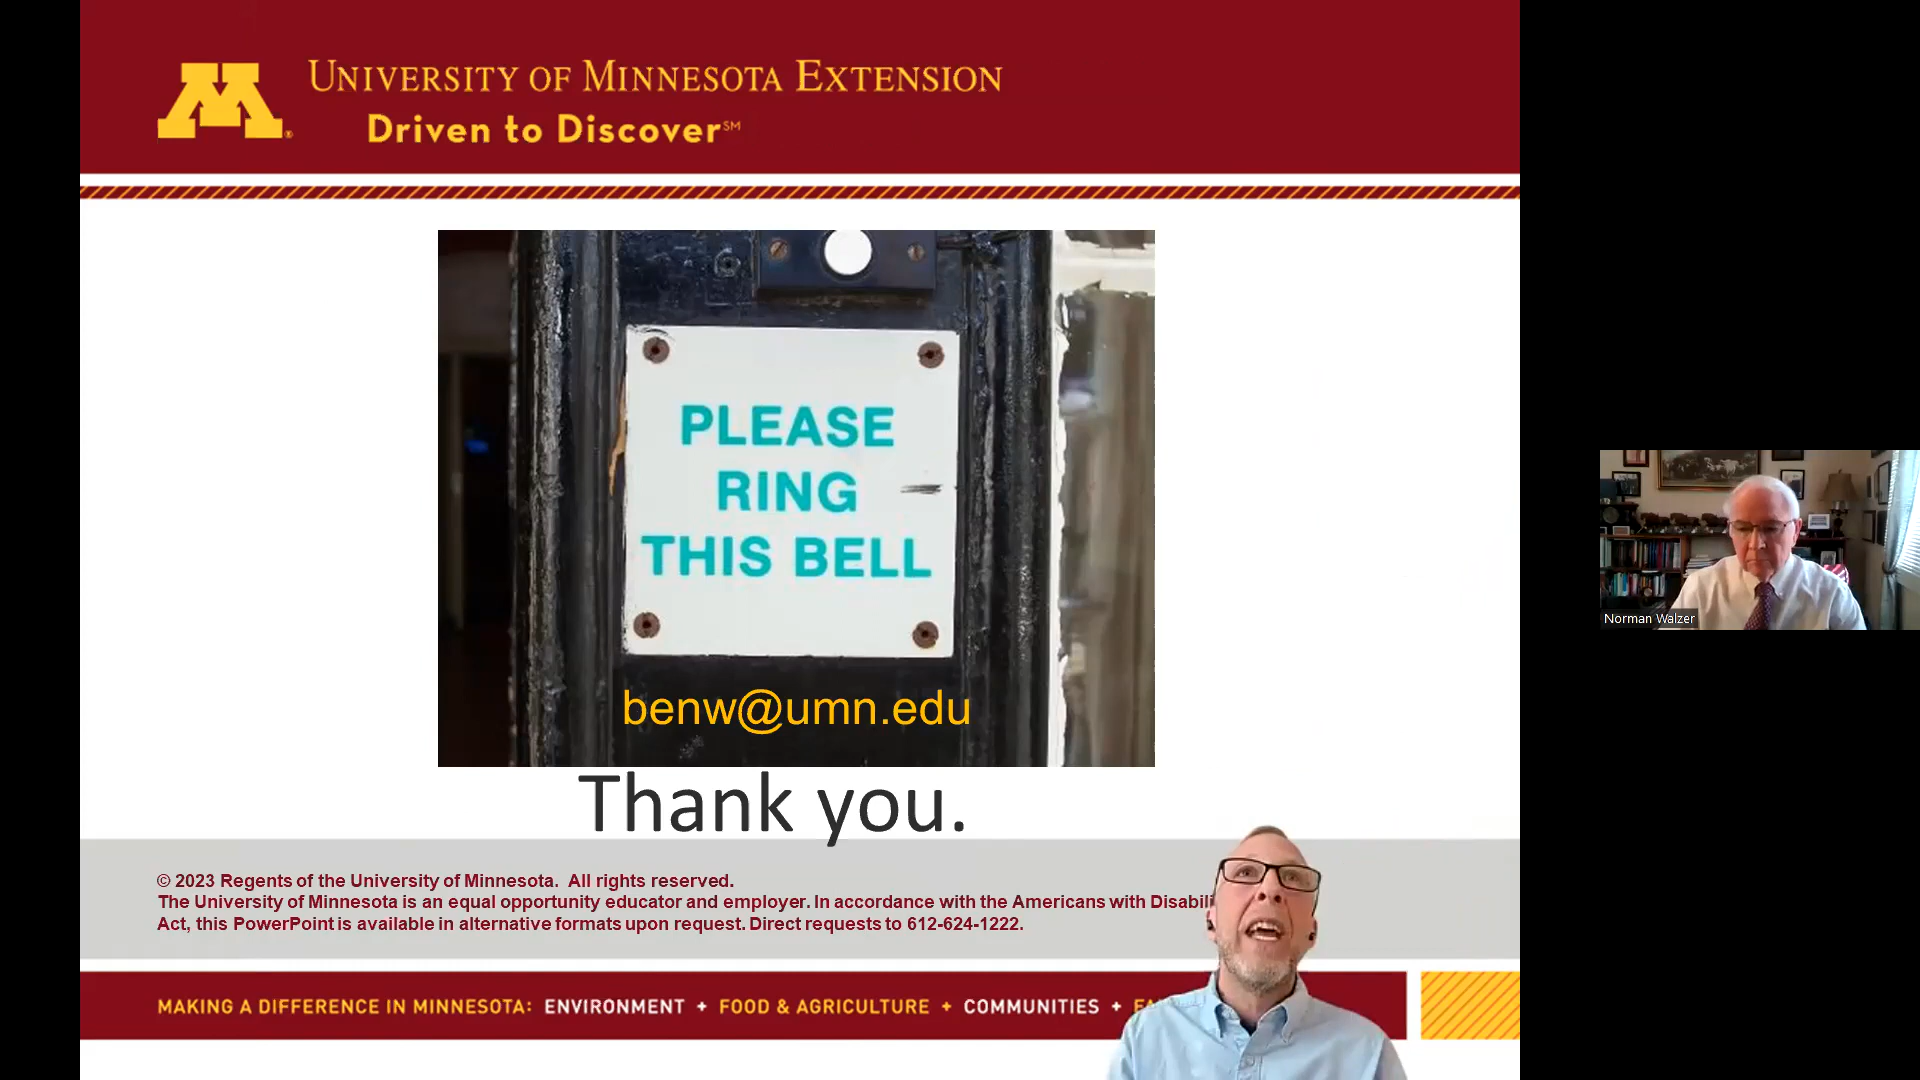 UNIVERSITY OF MINNESOTA EXTENSION
Driven to Discover℠
PLEASE
RING
THIS BELL
benw@umn.edu
Thank you.
© 2023 Regents of the University of Minnesota.  All rights reserved.
The University of Minnesota is an equal opportunity educator and employer. In accordance with the Americans with
Act, this PowerPoint is available in alternative formats upon request. Direct requests to 612-624-1222.
MAKING A DIFFERENCE IN MINNESOTA: ENVIRONMENT + FOOD & AGRICULTURE + COMMUNITIES +
Norman Walzer